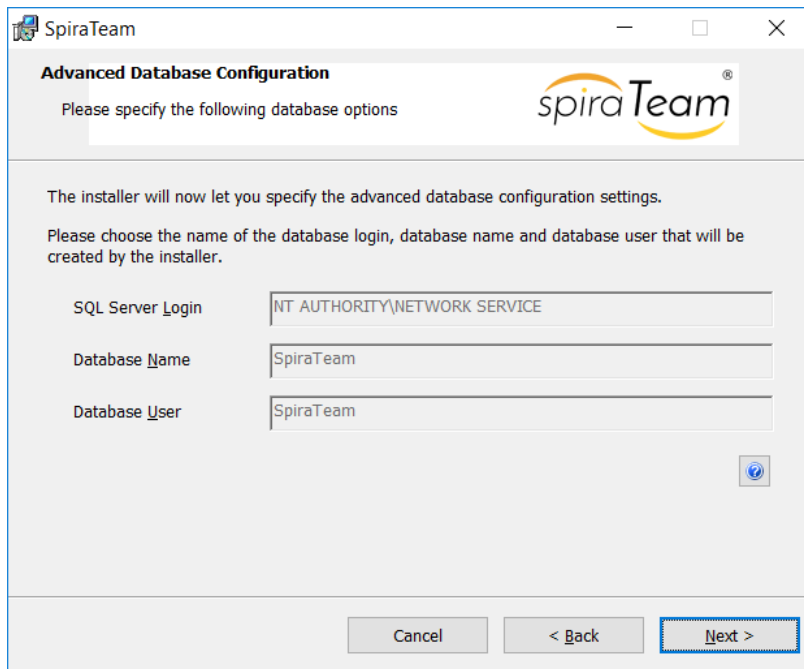 SpiraTeam
Advanced Database Configuration
Please specify the following database options
spiraTeam®
The installer will now let you specify the advanced database configuration settings.
Please choose the name of the database login, database name and database user that will be
created by the installer.
SQL Server Login
NT AUTHORITY\NETWORK SERVICE
Database Name
SpiraTeam
Database User
SpiraTeam
?
Cancel
< Back
Next >